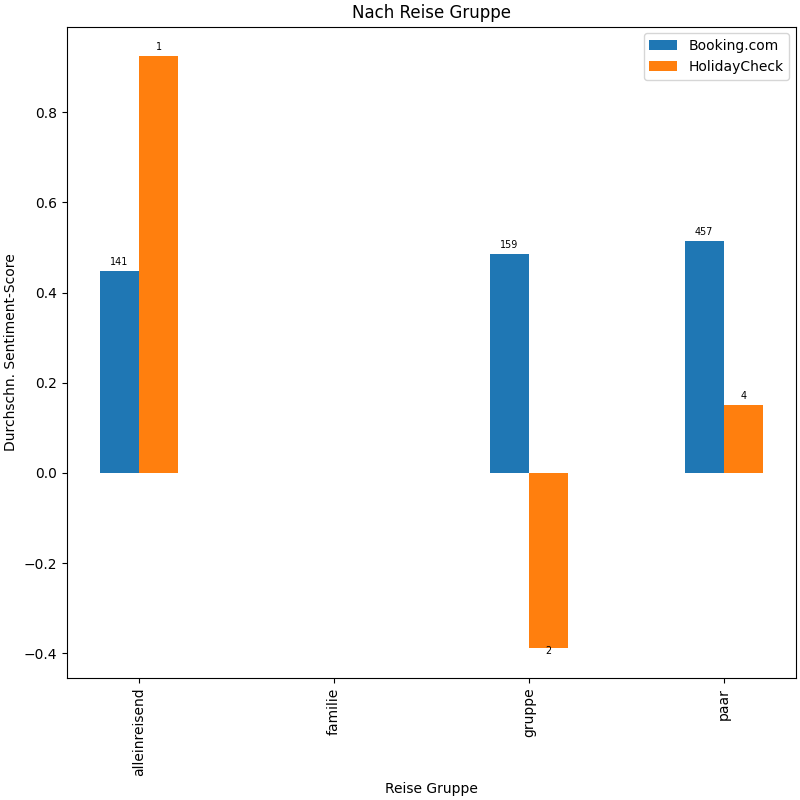 Nach Reise Gruppe
Booking.com
HolidayCheck
Durchschn. Sentiment-Score
0.8
0.6
0.4
0.2
0.0
−0.2
−0.4
1
141
159
2
457
4
alleinreisend
familie
gruppe
paar
Reise Gruppe